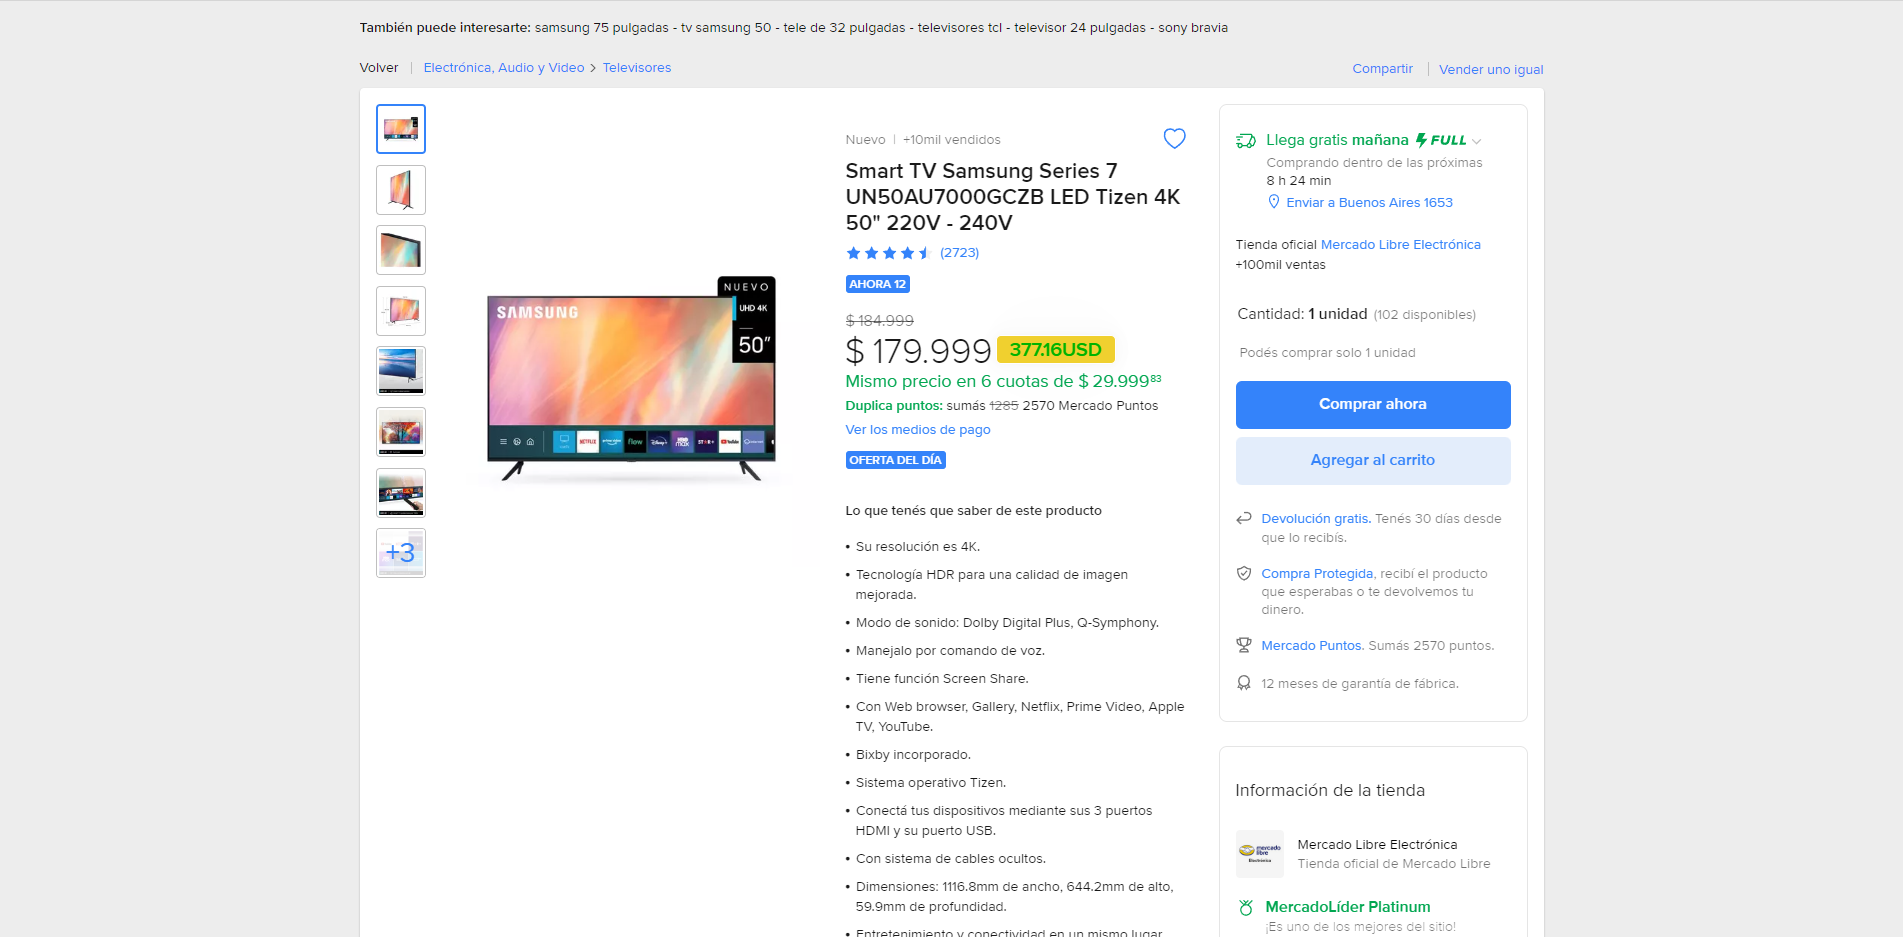 También puede interesarte: samsung 75 pulgadas - tv samsung 50 - tele de 32 pulgadas - televisores tcl - televisor 24 pulgadas - sony bravia
Volver | Electrónica, Audio y Video > Televisores
Compartir | Vender uno igual
+3
SAMSUNG
NUEVO
UHD 4K
50"
NETFLIX
prime video
flow
Disney+
HBO max
STAR+
YouTube
Nuevo | +10mil vendidos
Smart TV Samsung Series 7
UN50AU7000GCZB LED Tizen 4K
50" 220V - 240V
(2723)
AHORA 12
$ 184.999
$ 179.999 377.16USD
Mismo precio en 6 cuotas de $ 29.999⁸³
Duplica puntos: sumás 1285 2570 Mercado Puntos
Ver los medios de pago
OFERTA DEL DÍA
Lo que tenés que saber de este producto
• Su resolución es 4K.
• Tecnología HDR para una calidad de imagen
mejorada.
• Modo de sonido: Dolby Digital Plus, Q-Symphony.
• Manejalo por comando de voz.
• Tiene función Screen Share.
• Con Web browser, Gallery, Netflix, Prime Video, Apple
TV, YouTube.
• Bixby incorporado.
• Sistema operativo Tizen.
• Conectá tus dispositivos mediante sus 3 puertos
HDMI y su puerto USB.
• Con sistema de cables ocultos.
• Dimensiones: 1116.8mm de ancho, 644.2mm de alto,
59.9mm de profundidad.
• Entretenimiento y conectividad en un mismo lugar.
Llega gratis mañana FULL
Comprando dentro de las próximas
8 h 24 min
Enviar a Buenos Aires 1653
Tienda oficial Mercado Libre Electrónica
+100mil ventas
Cantidad: 1 unidad (102 disponibles)
Podés comprar solo 1 unidad
Comprar ahora
Agregar al carrito
Devolución gratis. Tenés 30 días desde
que lo recibís.
Compra Protegida, recibí el producto
que esperabas o te devolvemos tu
dinero.
Mercado Puntos. Sumás 2570 puntos.
12 meses de garantía de fábrica.
Información de la tienda
mercado
libre
Electrónica
Mercado Libre Electrónica
Tienda oficial de Mercado Libre
MercadoLíder Platinum
¡Es uno de los mejores del sitio!